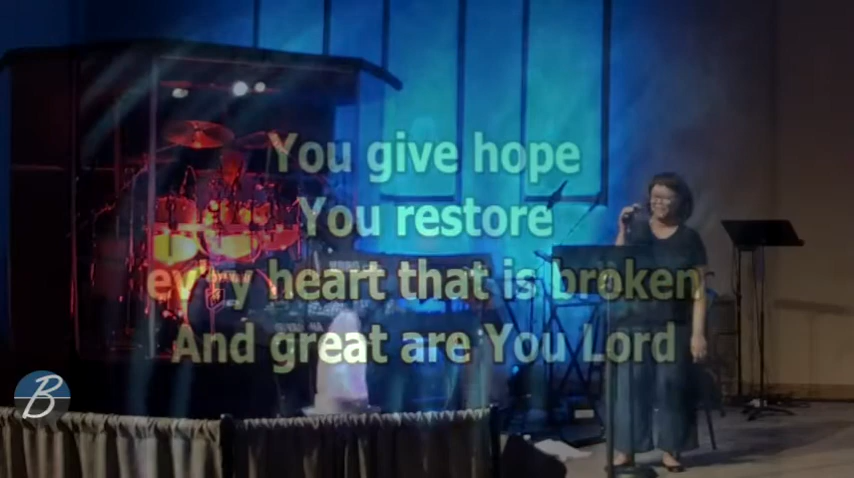 You give hope
You restore
ev'ry heart that is broken
And great are You Lord
B